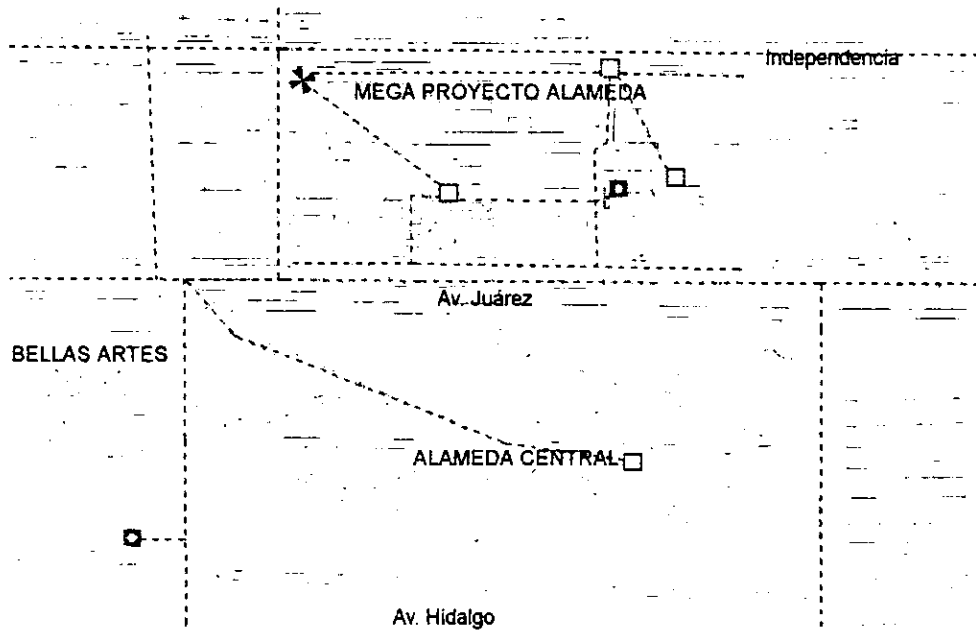 Independencia
MEGA PROYECTO ALAMEDA
Av. Juárez
BELLAS ARTES
ALAMEDA CENTRAL
Av. Hidalgo